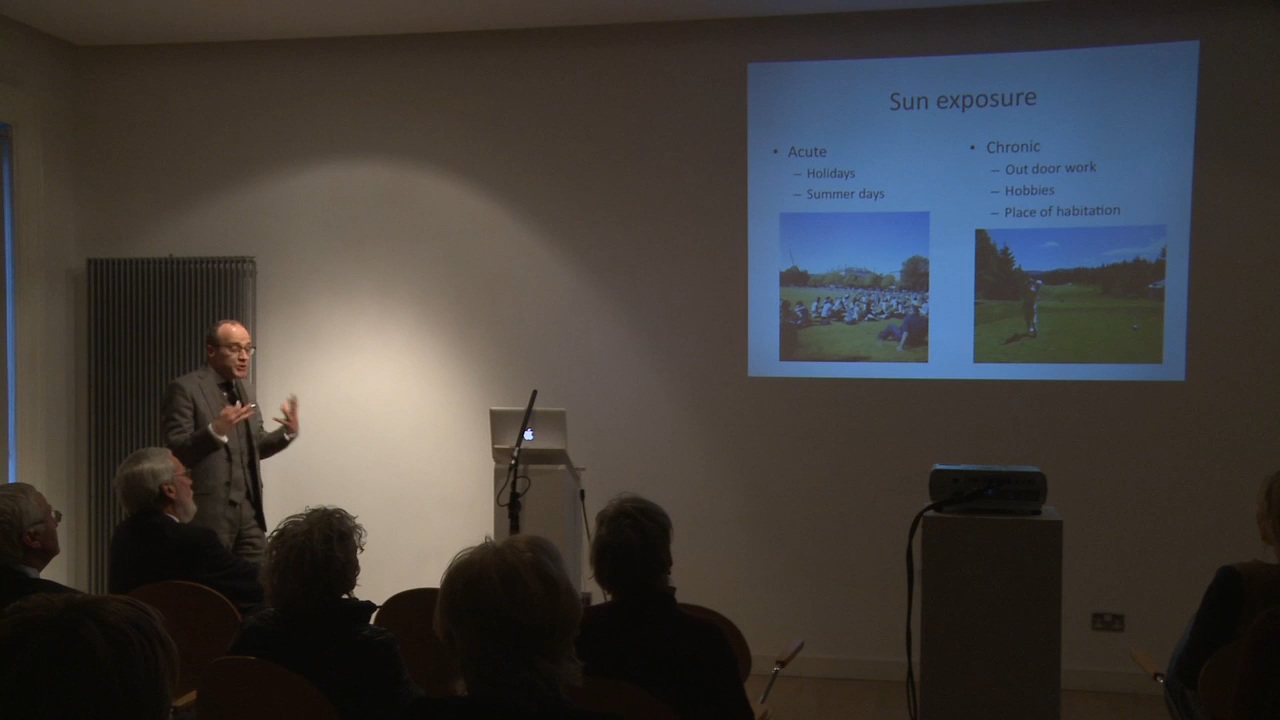 Sun exposure
• Acute
– Holidays
– Summer days
• Chronic
– Out door work
– Hobbies
– Place of habitation